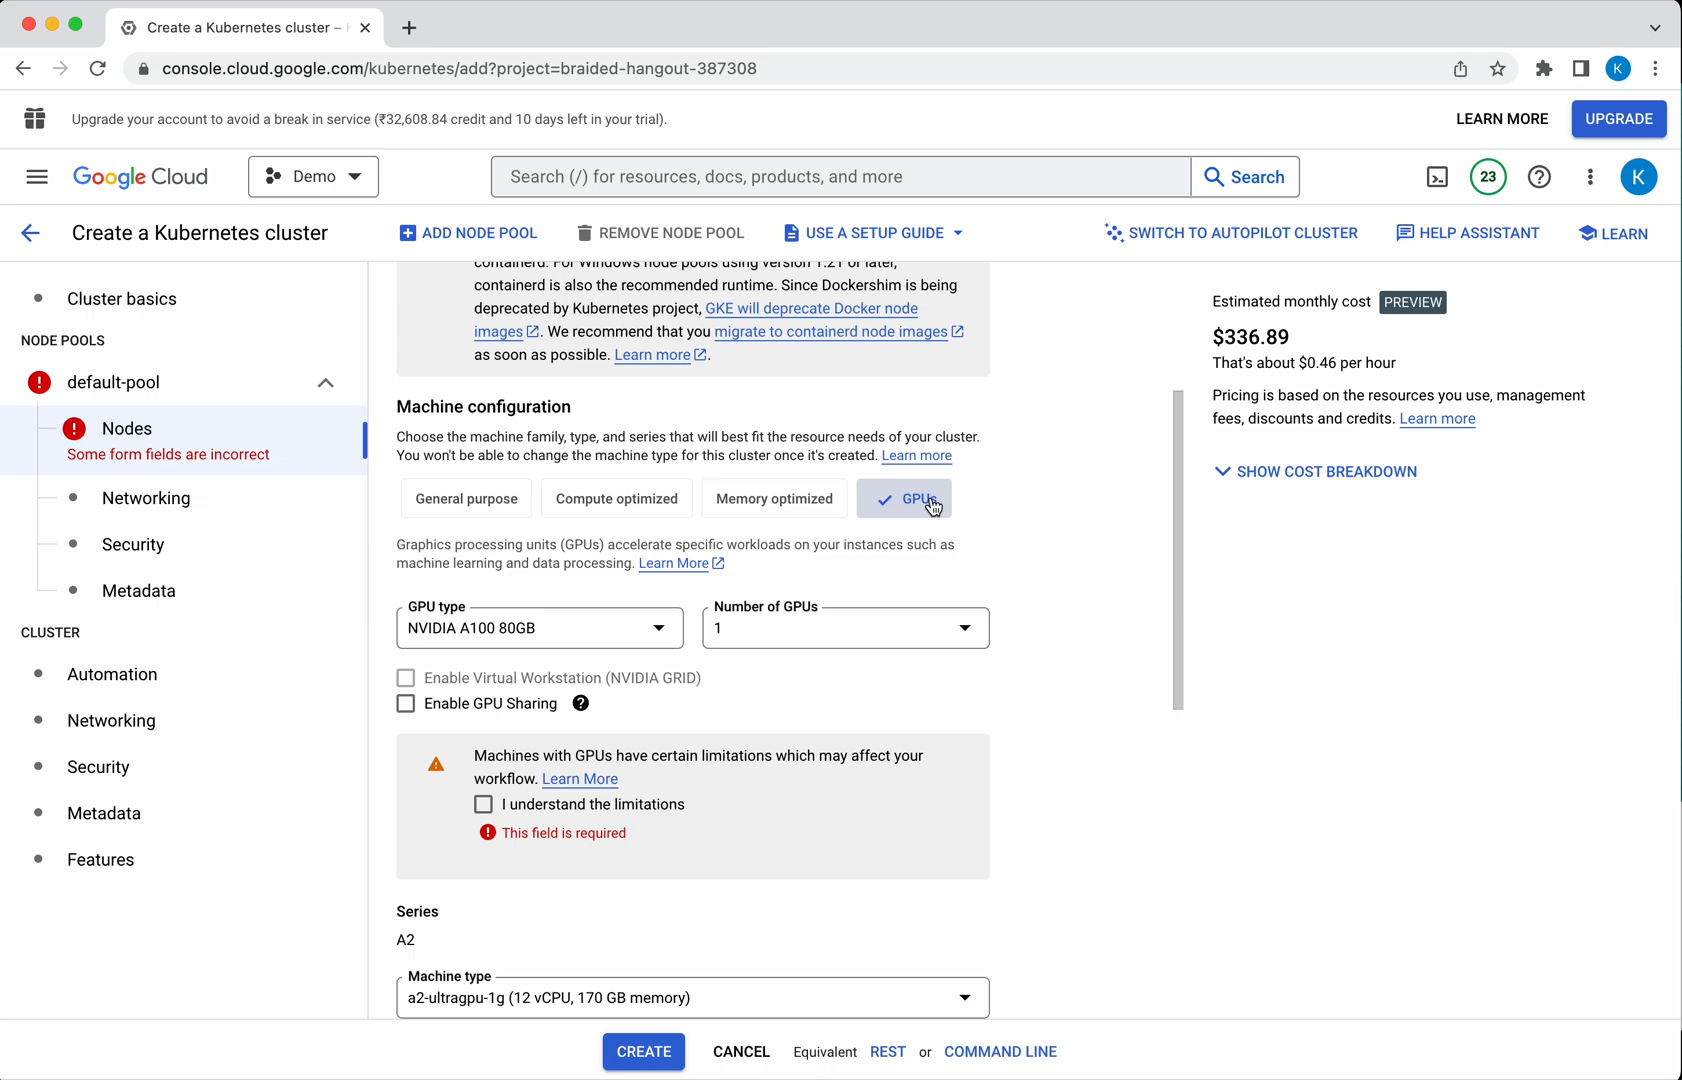 Create a Kubernetes cluster –
console.cloud.google.com/kubernetes/add?project=braided-hangout-387308
K
Upgrade your account to avoid a break in service (₹32,608.84 credit and 10 days left in your trial).
LEARN MORE
UPGRADE
Google Cloud
Demo
Search (/) for resources, docs, products, and more
Search
23
K
Create a Kubernetes cluster
ADD NODE POOL
REMOVE NODE POOL
USE A SETUP GUIDE
SWITCH TO AUTOPILOT CLUSTER
HELP ASSISTANT
LEARN
Cluster basics
NODE POOLS
default-pool
Nodes
Some form fields are incorrect
Networking
Security
Metadata
CLUSTER
Automation
Networking
Security
Metadata
Features
containerd. For Windows node pools using version 1.21 or later,
containerd is also the recommended runtime. Since Dockershim is being
deprecated by Kubernetes project, GKE will deprecate Docker node
images. We recommend that you migrate to containerd node images
as soon as possible. Learn more.
Machine configuration
Choose the machine family, type, and series that will best fit the resource needs of your cluster.
You won't be able to change the machine type for this cluster once it's created. Learn more
General purpose
Compute optimized
Memory optimized
GPUs
Graphics processing units (GPUs) accelerate specific workloads on your instances such as
machine learning and data processing. Learn More
GPU type
NVIDIA A100 80GB
Number of GPUs
1
Enable Virtual Workstation (NVIDIA GRID)
Enable GPU Sharing
Machines with GPUs have certain limitations which may affect your
workflow. Learn More
I understand the limitations
This field is required
Series
A2
Machine type
a2-ultragpu-1g (12 vCPU, 170 GB memory)
Estimated monthly cost PREVIEW
$336.89
That's about $0.46 per hour
Pricing is based on the resources you use, management
fees, discounts and credits. Learn more
SHOW COST BREAKDOWN
CREATE
CANCEL
Equivalent REST or COMMAND LINE